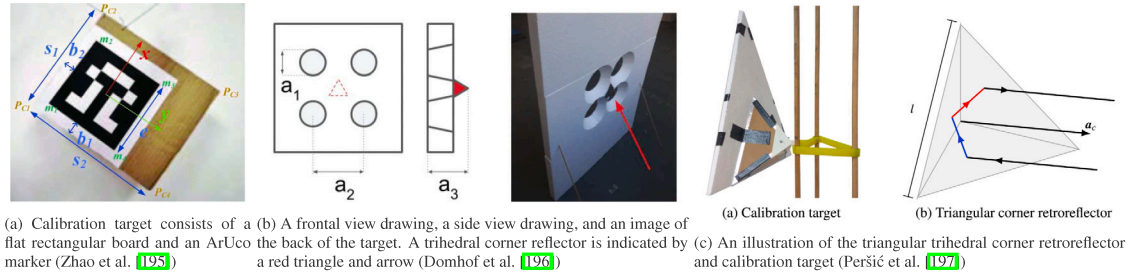 P_C2
s_1
b_2
m_2
x
P_C3
m_3
P_C1
m_1
e
b_1
s_2
P_C4
a_1
a_2
a_3
l
a_c
(a) Calibration target
(b) Triangular corner retroreflector
(a) Calibration target consists of a
flat rectangular board and an ArUco
marker (Zhao et al. [195])
(b) A frontal view drawing, a side view drawing, and an image of
the back of the target. A trihedral corner reflector is indicated by
a red triangle and arrow (Domhof et al. [196])
(c) An illustration of the triangular trihedral corner retroreflector
and calibration target (Peršić et al. [197])